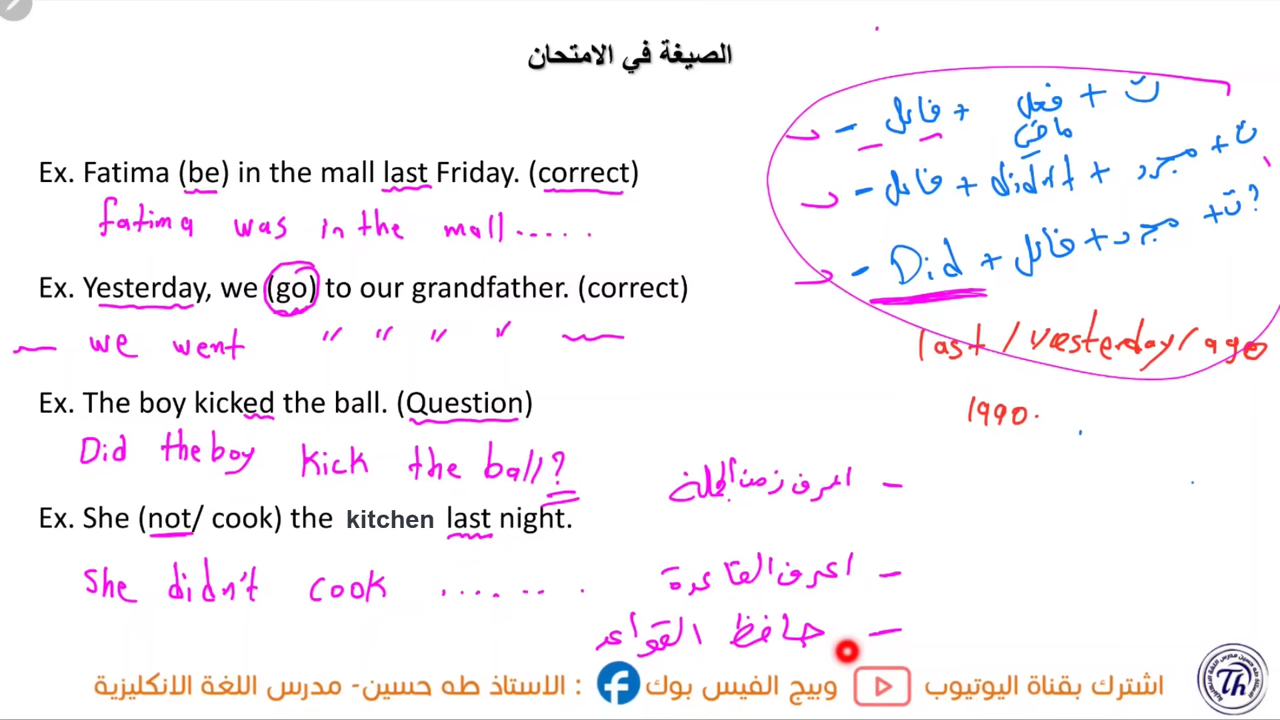 الصيغة في الامتحان
- فاعل + فعل ماضي + ت
- فاعل + didn't + مجرد + ت
- Did + فاعل + مجرد + ت?
last / yesterday / ago
1990.
Ex. Fatima (be) in the mall last Friday. (correct)
fatima was in the mall.....
Ex. Yesterday, we (go) to our grandfather. (correct)
we went " " " "
Ex. The boy kicked the ball. (Question)
Did the boy kick the ball?
- اعرف زمن الجملة
Ex. She (not/ cook) the kitchen last night.
She didn't cook .......
- اعرف القاعدة
- حافظ القواعد
اشترك بقناة اليوتيوب وبيج الفيس بوك : الاستاذ طه حسين- مدرس اللغة الانكليزية
Th